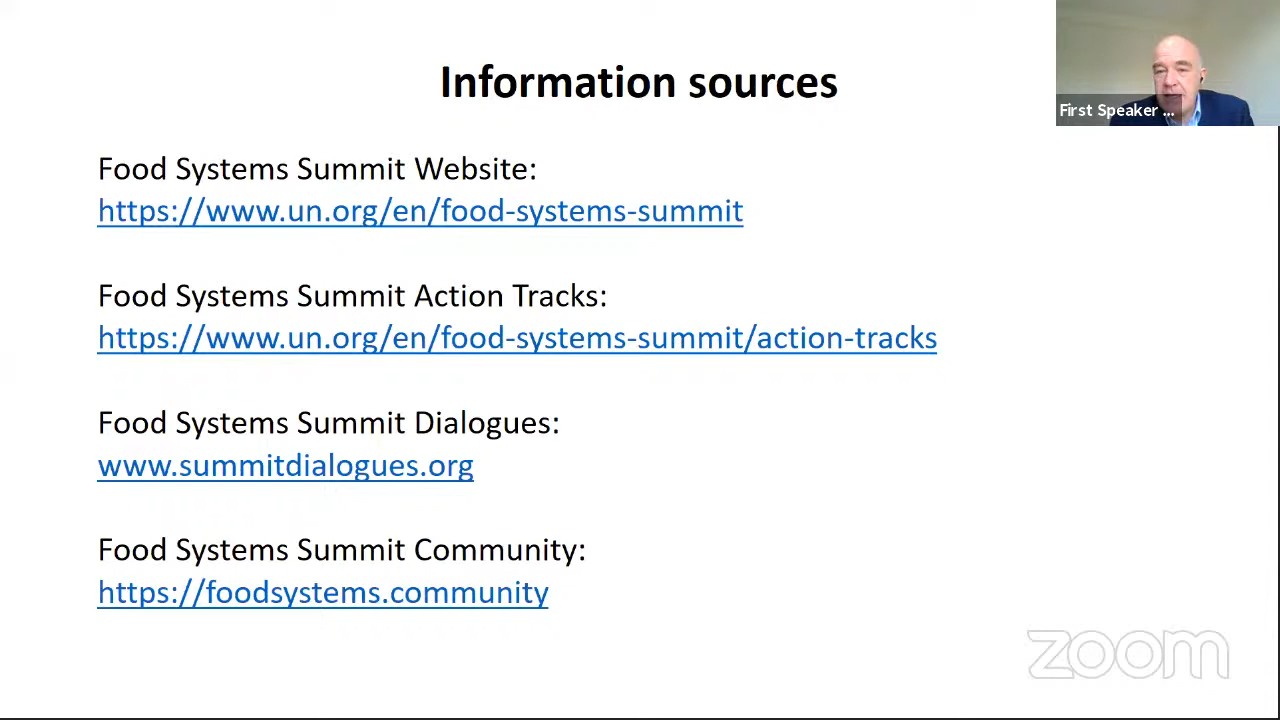 Information sources
First Speaker ...
Food Systems Summit Website:
https://www.un.org/en/food-systems-summit
Food Systems Summit Action Tracks:
https://www.un.org/en/food-systems-summit/action-tracks
Food Systems Summit Dialogues:
www.summitdialogues.org
Food Systems Summit Community:
https://foodsystems.community
zoom